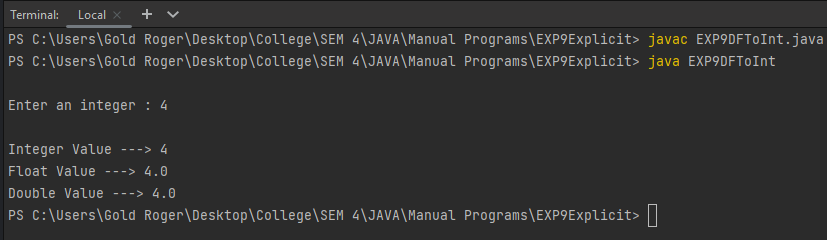 Terminal: Local × + ⌄
PS C:\Users\Gold Roger\Desktop\College\SEM 4\JAVA\Manual Programs\EXP9Explicit> javac EXP9DFToInt.java
PS C:\Users\Gold Roger\Desktop\College\SEM 4\JAVA\Manual Programs\EXP9Explicit> java EXP9DFToInt
Enter an integer : 4
Integer Value ---> 4
Float Value ---> 4.0
Double Value ---> 4.0
PS C:\Users\Gold Roger\Desktop\College\SEM 4\JAVA\Manual Programs\EXP9Explicit>